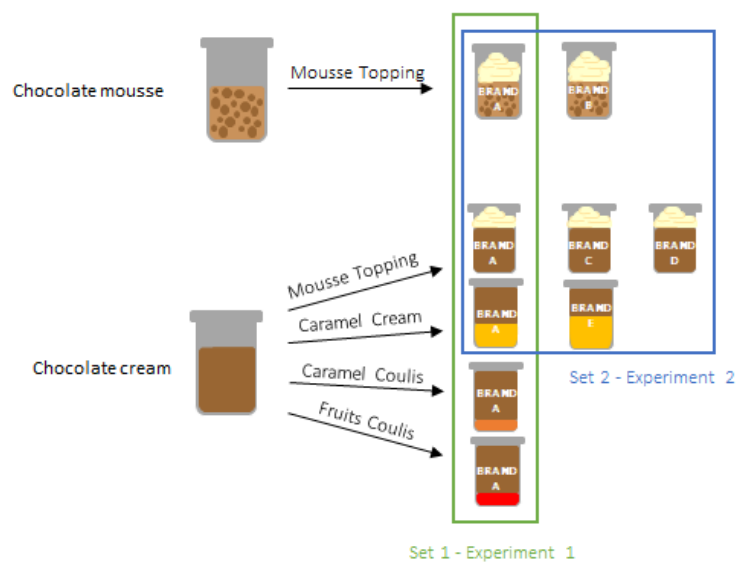 Chocolate mousse
Mousse Topping
BRAND
A
BRAND
B
Mousse Topping
BRAND
A
BRAND
C
BRAND
D
Chocolate cream
Caramel Cream
BRAND
A
BRAND
E
Caramel Coulis
BRAND
A
Fruits Coulis
BRAND
A
Set 2 - Experiment 2
Set 1 - Experiment 1